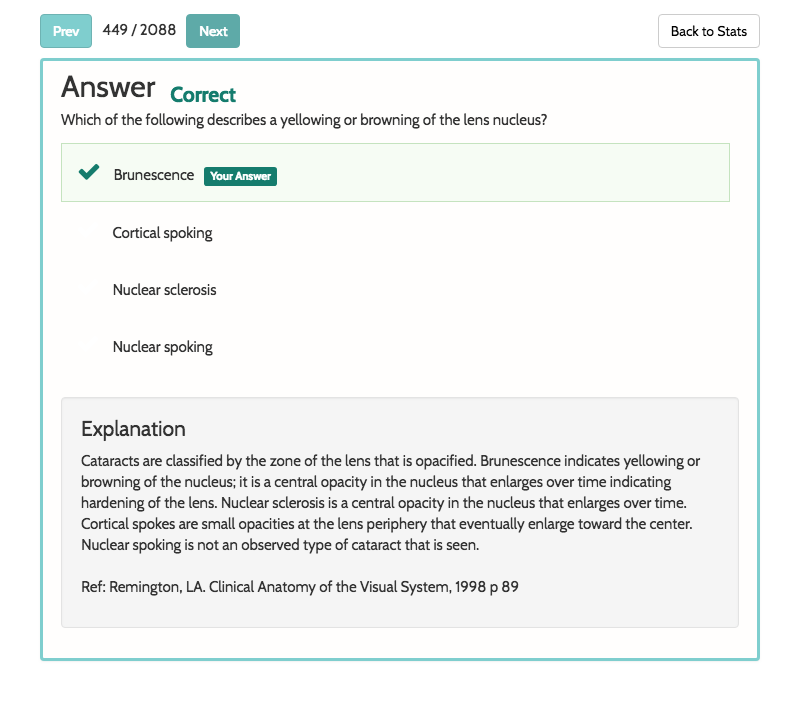 Prev 449 / 2088 Next Back to Stats
Answer Correct
Which of the following describes a yellowing or browning of the lens nucleus?
Brunescence Your Answer
Cortical spoking
Nuclear sclerosis
Nuclear spoking
Explanation
Cataracts are classified by the zone of the lens that is opacified. Brunescence indicates yellowing or
browning of the nucleus; it is a central opacity in the nucleus that enlarges over time indicating
hardening of the lens. Nuclear sclerosis is a central opacity in the nucleus that enlarges over time.
Cortical spokes are small opacities at the lens periphery that eventually enlarge toward the center.
Nuclear spoking is not an observed type of cataract that is seen.
Ref: Remington, LA. Clinical Anatomy of the Visual System, 1998 p 89